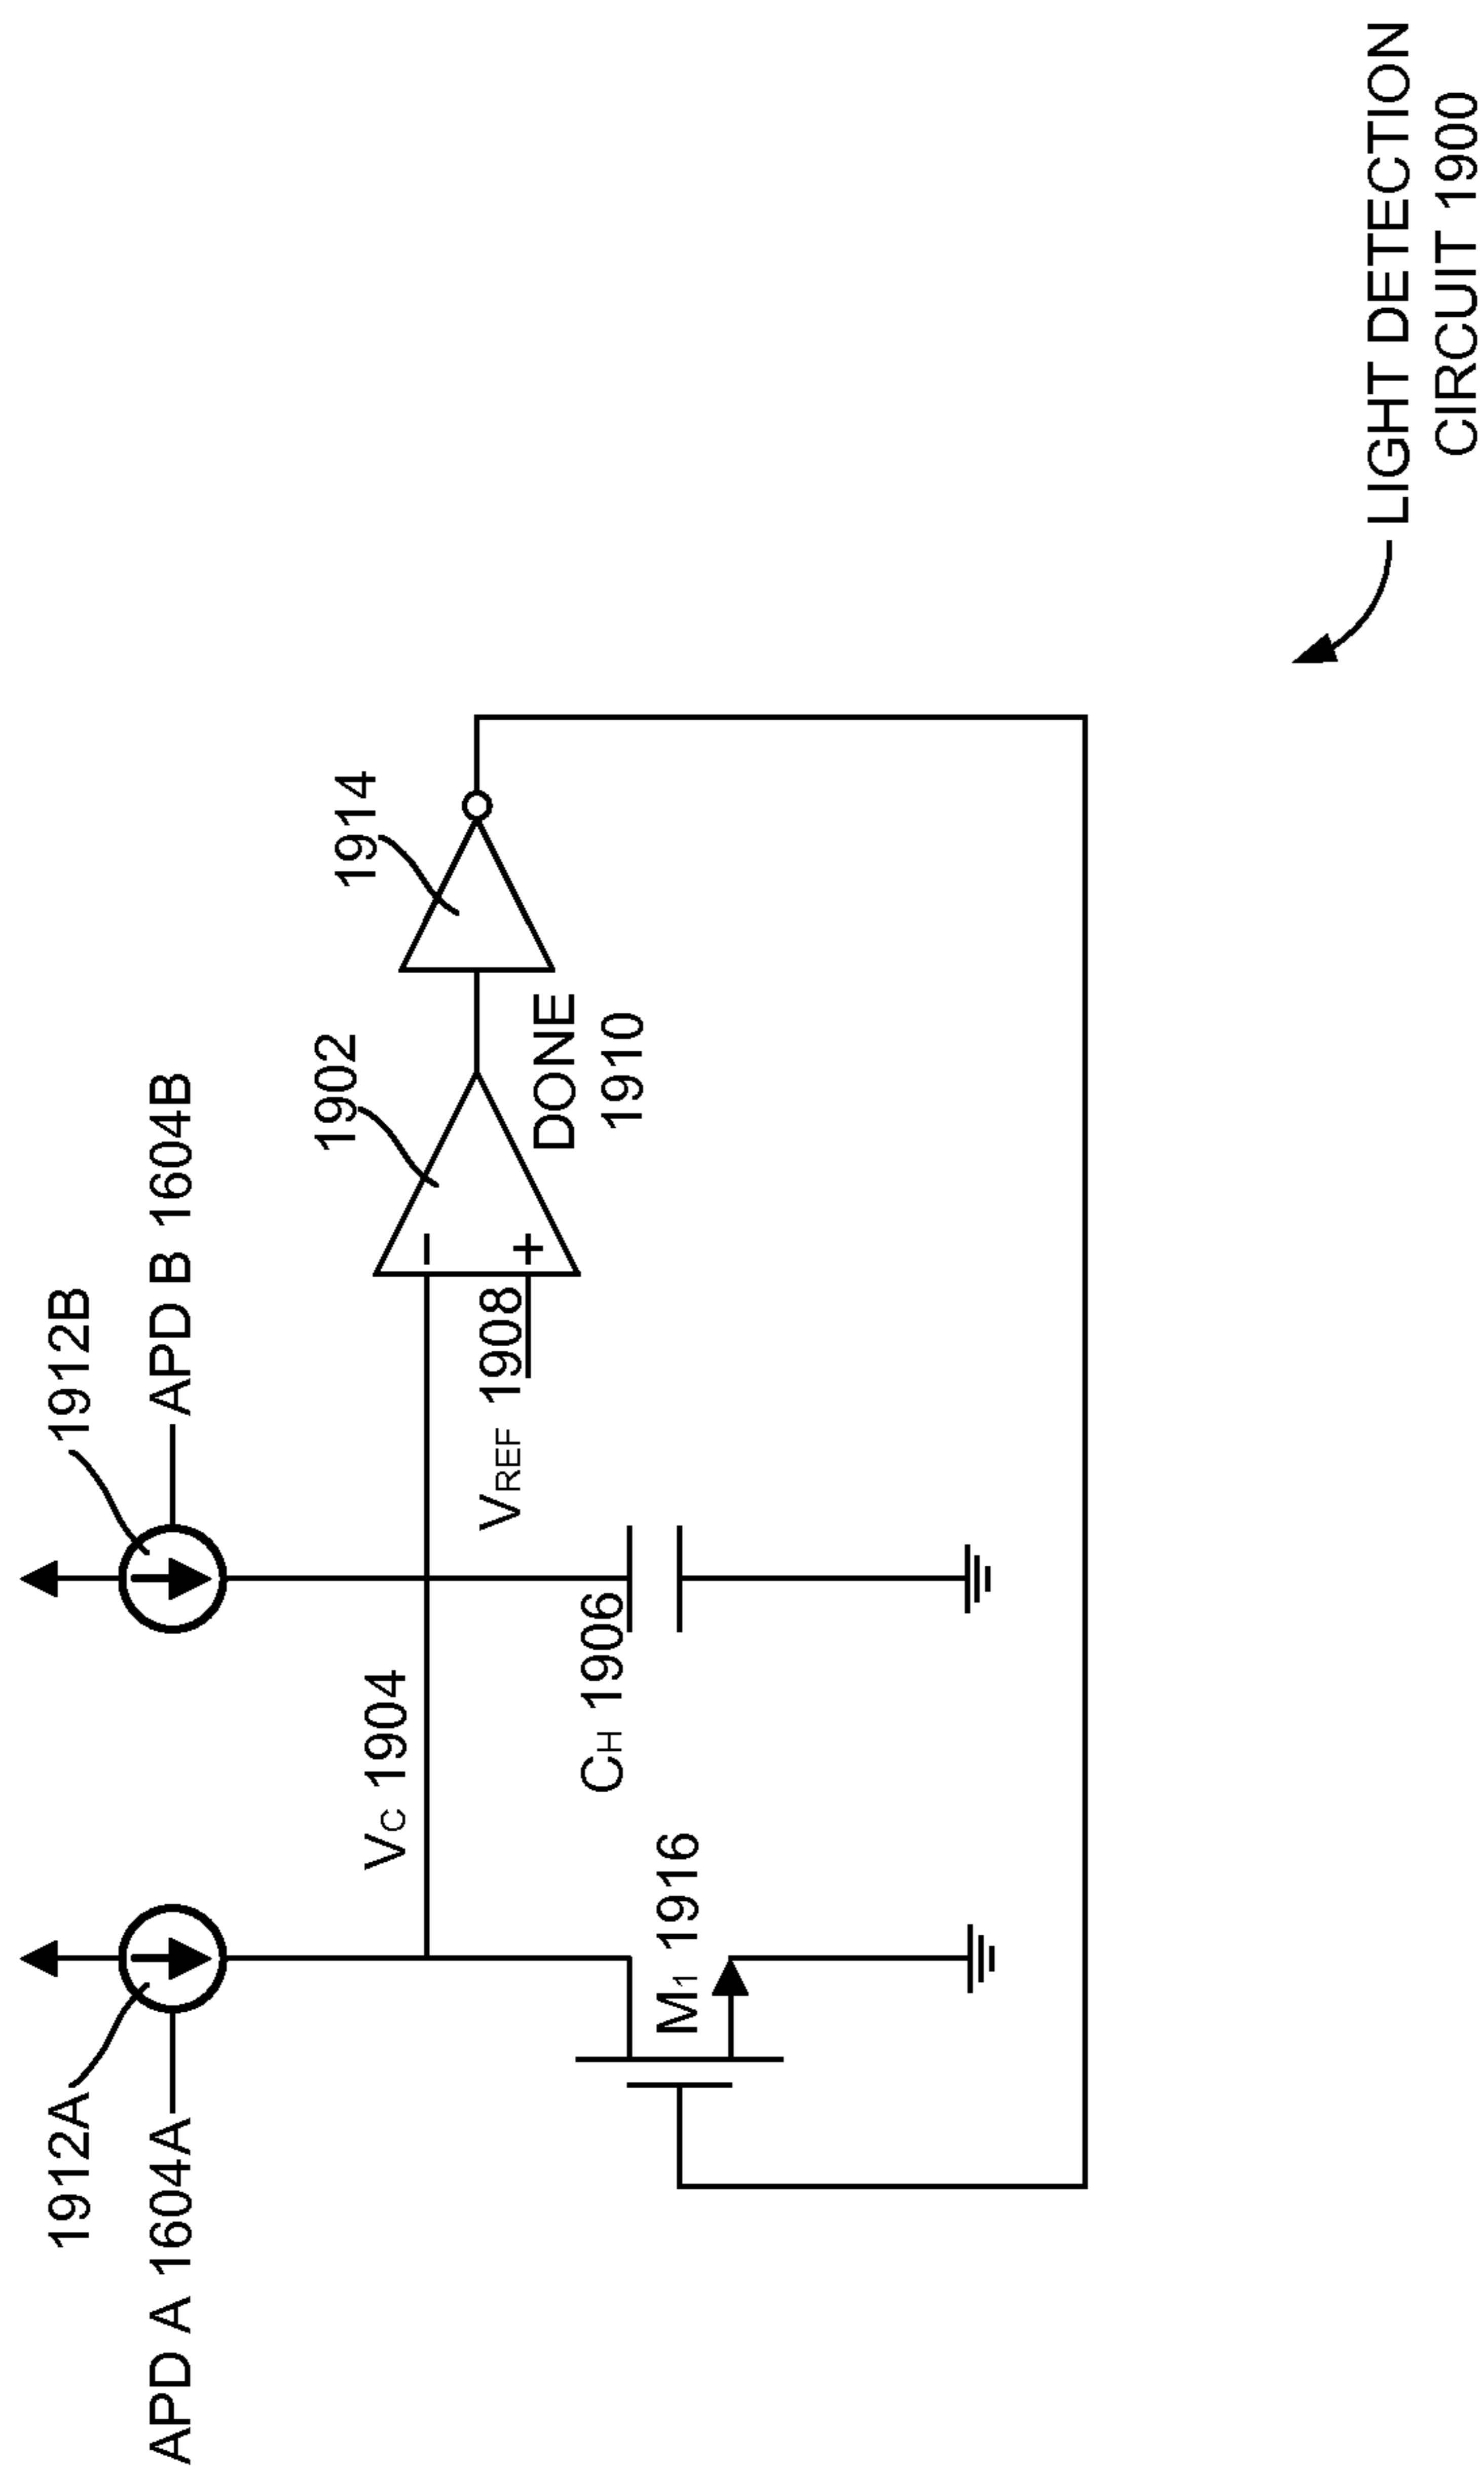 1912A
1912B
APD A 1604A
APD B 1604B
1902
1914
VC 1904
VREF 1908
DONE
1910
CH 1906
M1 1916
LIGHT DETECTION
CIRCUIT 1900